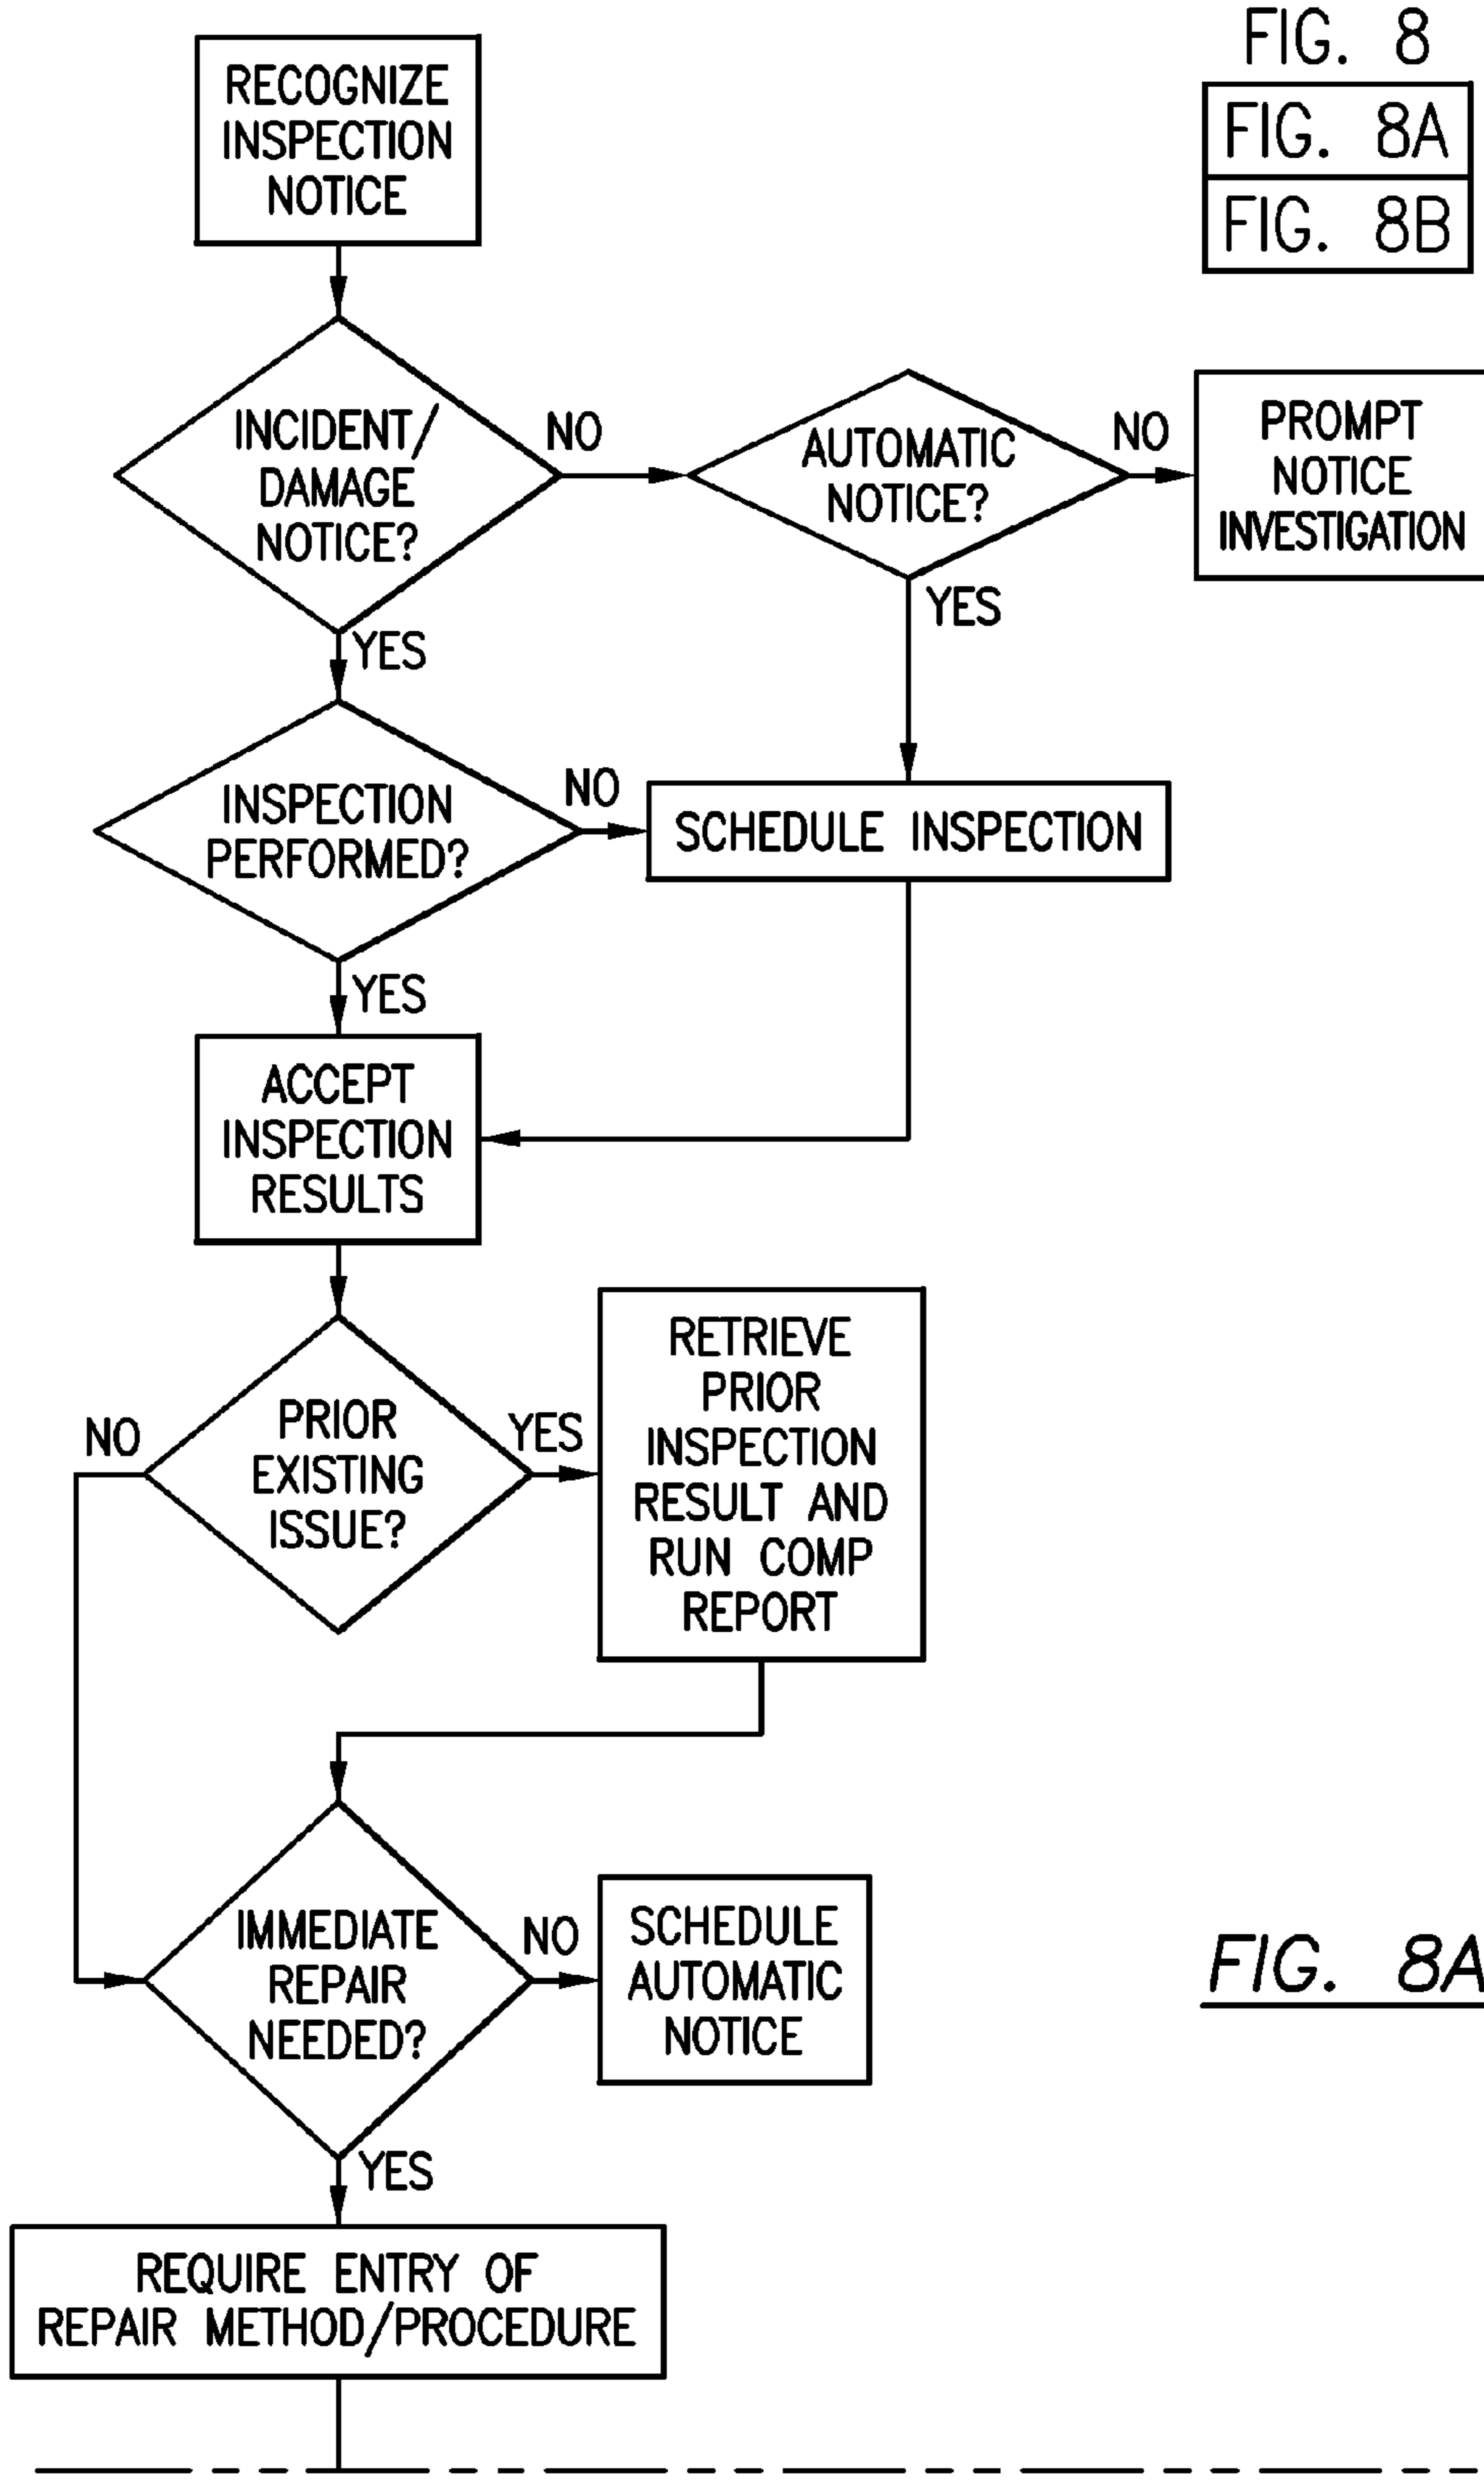 FIG. 8
FIG. 8A
FIG. 8B
RECOGNIZE
INSPECTION
NOTICE
INCIDENT/
DAMAGE
NOTICE?
NO
AUTOMATIC
NOTICE?
NO
PROMPT
NOTICE
INVESTIGATION
YES
YES
INSPECTION
PERFORMED?
NO
SCHEDULE INSPECTION
YES
ACCEPT
INSPECTION
RESULTS
PRIOR
EXISTING
ISSUE?
NO
YES
RETRIEVE
PRIOR
INSPECTION
RESULT AND
RUN COMP
REPORT
IMMEDIATE
REPAIR
NEEDED?
NO
SCHEDULE
AUTOMATIC
NOTICE
FIG. 8A
YES
REQUIRE ENTRY OF
REPAIR METHOD/PROCEDURE